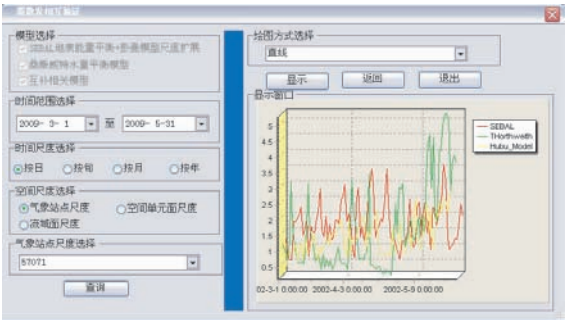 蒸散发相互验证
模型选择
SEBAL地表能量平衡+彭曼模型尺度扩展
桑斯威特水量平衡模型
互补相关模型
时间范围选择
2009- 3- 1 至 2009- 5-31
时间尺度选择
按日 按旬 按月 按年
空间尺度选择
气象站点尺度 空间单元面尺度
流域面尺度
气象站点尺度选择
57071
查询
绘图方式选择
直线
显示 返回 退出
显示窗口
5
4.5
4
3.5
3
2.5
2
1.5
1
0.5
02-3-1 0:00:00 2002-4-3 0:00:00 2002-5-9 0:00:00
SEBAL
THorthweith
Hubu_Model